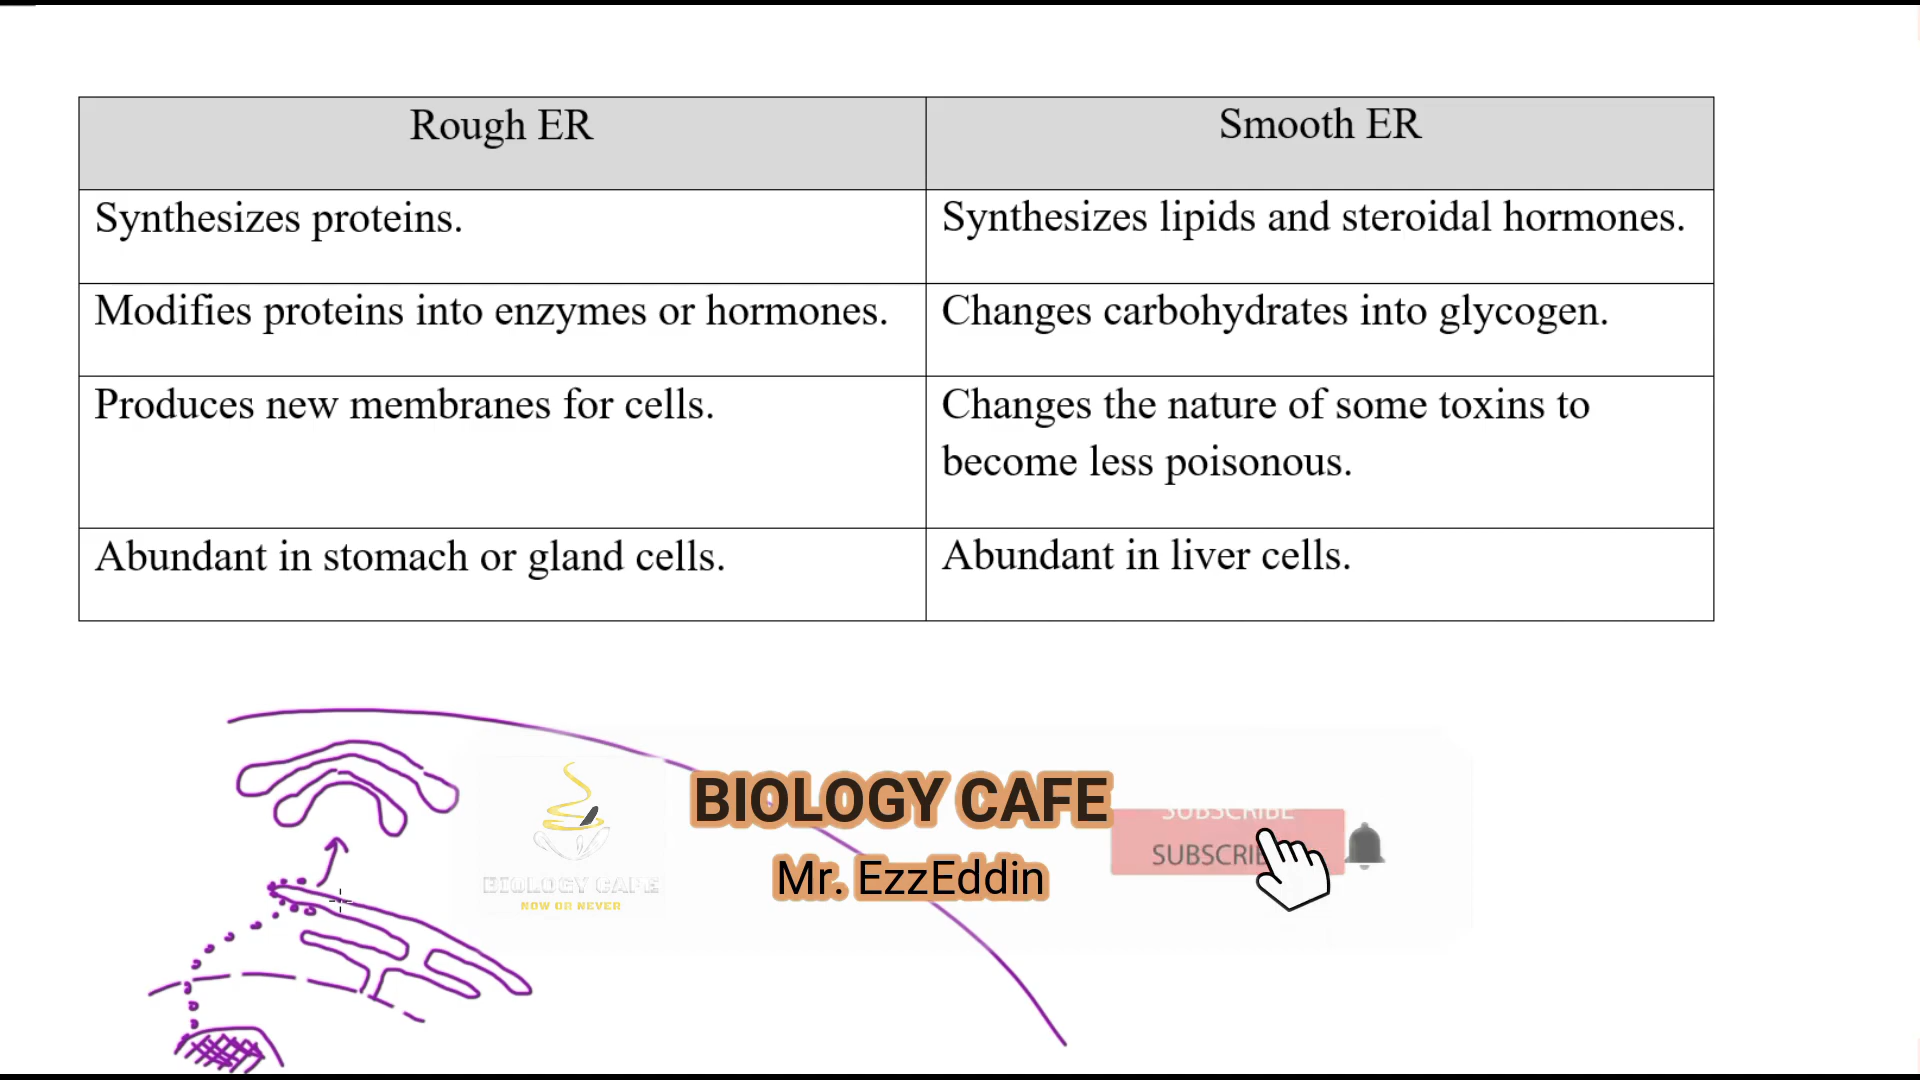 Rough ER
Smooth ER
Synthesizes proteins.
Synthesizes lipids and steroidal hormones.
Modifies proteins into enzymes or hormones.
Changes carbohydrates into glycogen.
Produces new membranes for cells.
Changes the nature of some toxins to
become less poisonous.
Abundant in stomach or gland cells.
Abundant in liver cells.
BIOLOGY CAFE
Mr. EzzEddin
BIOLOGY CAFE
NOW OR NEVER
SUBSCRIBE